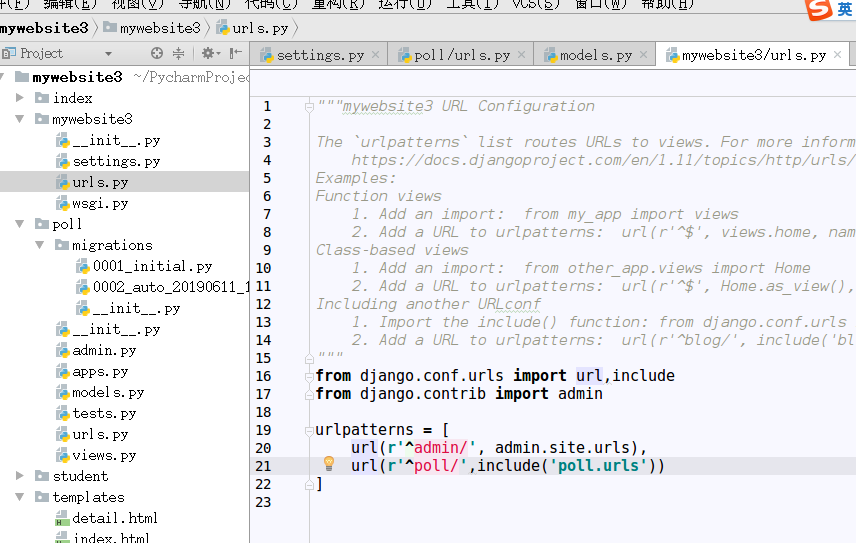 编辑(E) 视图(V) 导航(N) 代码(C) 重构(R) 运行(U) 工具(T) VCS(S) 窗口(W) 帮助(H)
英
mywebsite3 mywebsite3 urls.py
Project
settings.py poll/urls.py models.py mywebsite3/urls.py
mywebsite3 ~/PycharmProjec
index
mywebsite3
__init__.py
settings.py
urls.py
wsgi.py
poll
migrations
0001_initial.py
0002_auto_20190611_1
__init__.py
__init__.py
admin.py
apps.py
models.py
tests.py
urls.py
views.py
student
templates
detail.html
index.html
1 """mywebsite3 URL Configuration
2
3 The `urlpatterns` list routes URLs to views. For more inform
4 https://docs.djangoproject.com/en/1.11/topics/http/urls/
5 Examples:
6 Function views
7 1. Add an import:  from my_app import views
8 2. Add a URL to urlpatterns:  url(r'^$', views.home, nam
9 Class-based views
10 1. Add an import:  from other_app.views import Home
11 2. Add a URL to urlpatterns:  url(r'^$', Home.as_view(),
12 Including another URLconf
13 1. Import the include() function: from django.conf.urls
14 2. Add a URL to urlpatterns:  url(r'^blog/', include('bl
15 """
16 from django.conf.urls import url,include
17 from django.contrib import admin
18
19 urlpatterns = [
20 url(r'^admin/', admin.site.urls),
21 url(r'^poll/',include('poll.urls'))
22 ]
23